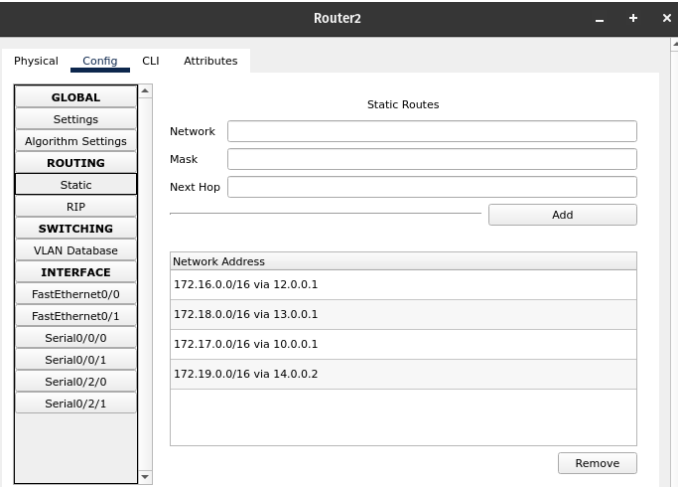 Router2
Physical Config CLI Attributes
GLOBAL
Settings
Algorithm Settings
ROUTING
Static
RIP
SWITCHING
VLAN Database
INTERFACE
FastEthernet0/0
FastEthernet0/1
Serial0/0/0
Serial0/0/1
Serial0/2/0
Serial0/2/1
Static Routes
Network
Mask
Next Hop
Add
Network Address
172.16.0.0/16 via 12.0.0.1
172.18.0.0/16 via 13.0.0.1
172.17.0.0/16 via 10.0.0.1
172.19.0.0/16 via 14.0.0.2
Remove